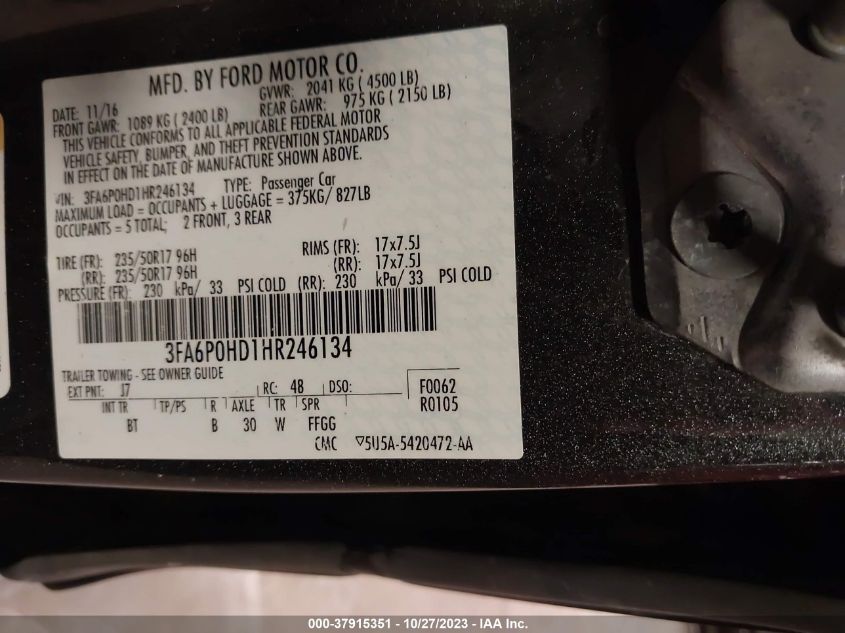 MFD. BY FORD MOTOR CO.
DATE: 11/16 GVWR: 2041 KG ( 4500 LB)
FRONT GAWR: 1089 KG ( 2400 LB) REAR GAWR: 975 KG ( 2150 LB)
THIS VEHICLE CONFORMS TO ALL APPLICABLE FEDERAL MOTOR
VEHICLE SAFETY, BUMPER, AND THEFT PREVENTION STANDARDS
IN EFFECT ON THE DATE OF MANUFACTURE SHOWN ABOVE.
VIN: 3FA6P0HD1HR246134 TYPE: Passenger Car
MAXIMUM LOAD = OCCUPANTS + LUGGAGE = 375KG/ 827LB
OCCUPANTS = 5 TOTAL; 2 FRONT, 3 REAR
TIRE (FR): 235/50R17 96H RIMS (FR): 17x7.5J
(RR): 235/50R17 96H (RR): 17x7.5J
PRESSURE (FR): 230 kPa/ 33 PSI COLD (RR): 230 kPa/ 33 PSI COLD
3FA6P0HD1HR246134
TRAILER TOWING - SEE OWNER GUIDE
EXT PNT: J7 RC: 48 DSO: F0062
INT TR TP/PS R AXLE TR SPR R0105
BT B 30 W FFGG
CMC ▽5U5A-5420472-AA
000-37915351 | 10/27/2023 | - IAA Inc.